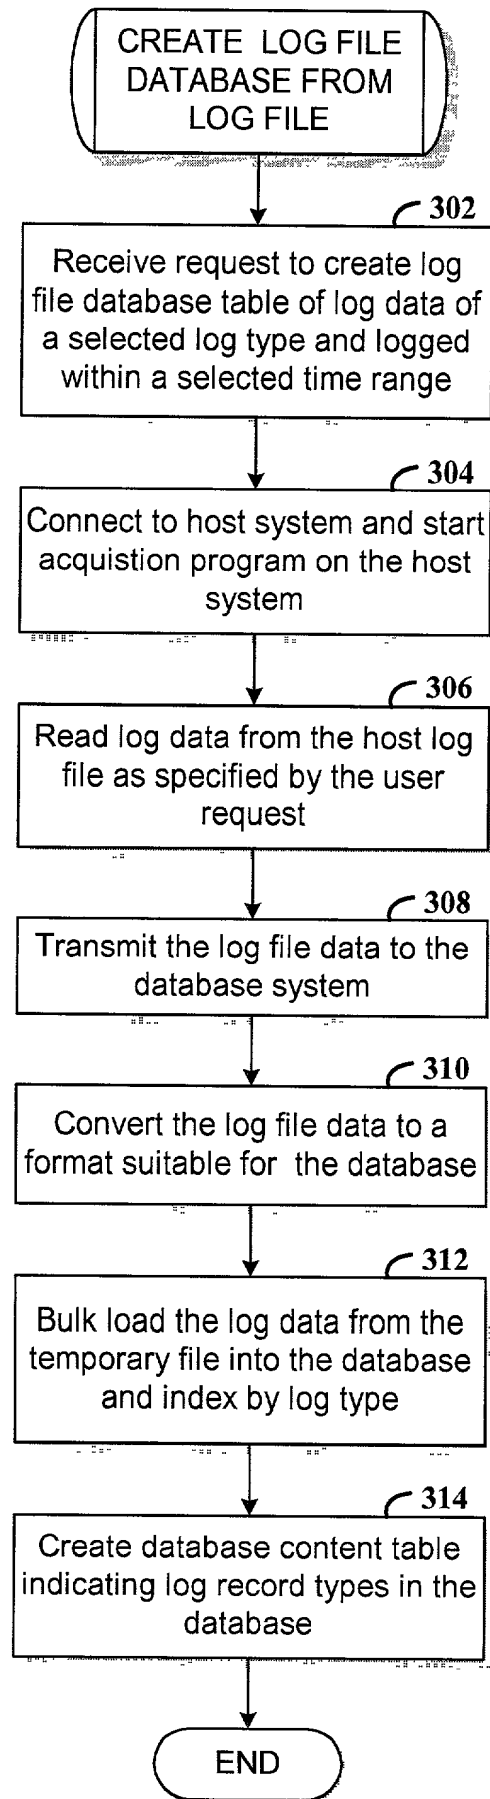 CREATE LOG FILE
DATABASE FROM
LOG FILE
302
Receive request to create log
file database table of log data of
a selected log type and logged
within a selected time range
304
Connect to host system and start
acquistion program on the host
system
306
Read log data from the host log
file as specified by the user
request
308
Transmit the log file data to the
database system
310
Convert the log file data to a
format suitable for the database
312
Bulk load the log data from the
temporary file into the database
and index by log type
314
Create database content table
indicating log record types in the
database
END